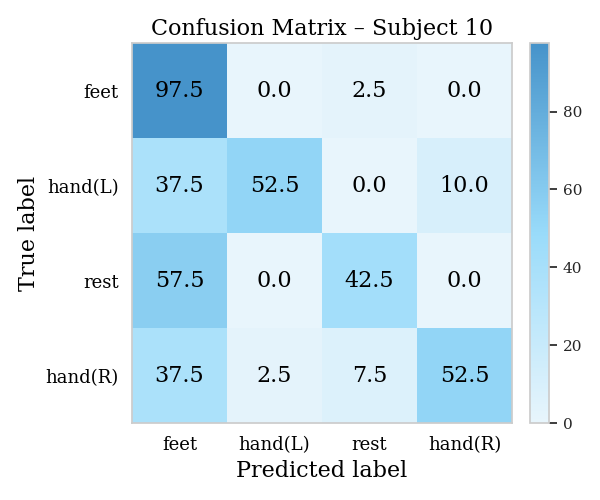 Confusion Matrix – Subject 10
feet 97.5 0.0 2.5 0.0
hand(L) 37.5 52.5 0.0 10.0
rest 57.5 0.0 42.5 0.0
hand(R) 37.5 2.5 7.5 52.5
feet hand(L) rest hand(R)
Predicted label
True label
80
60
40
20
0